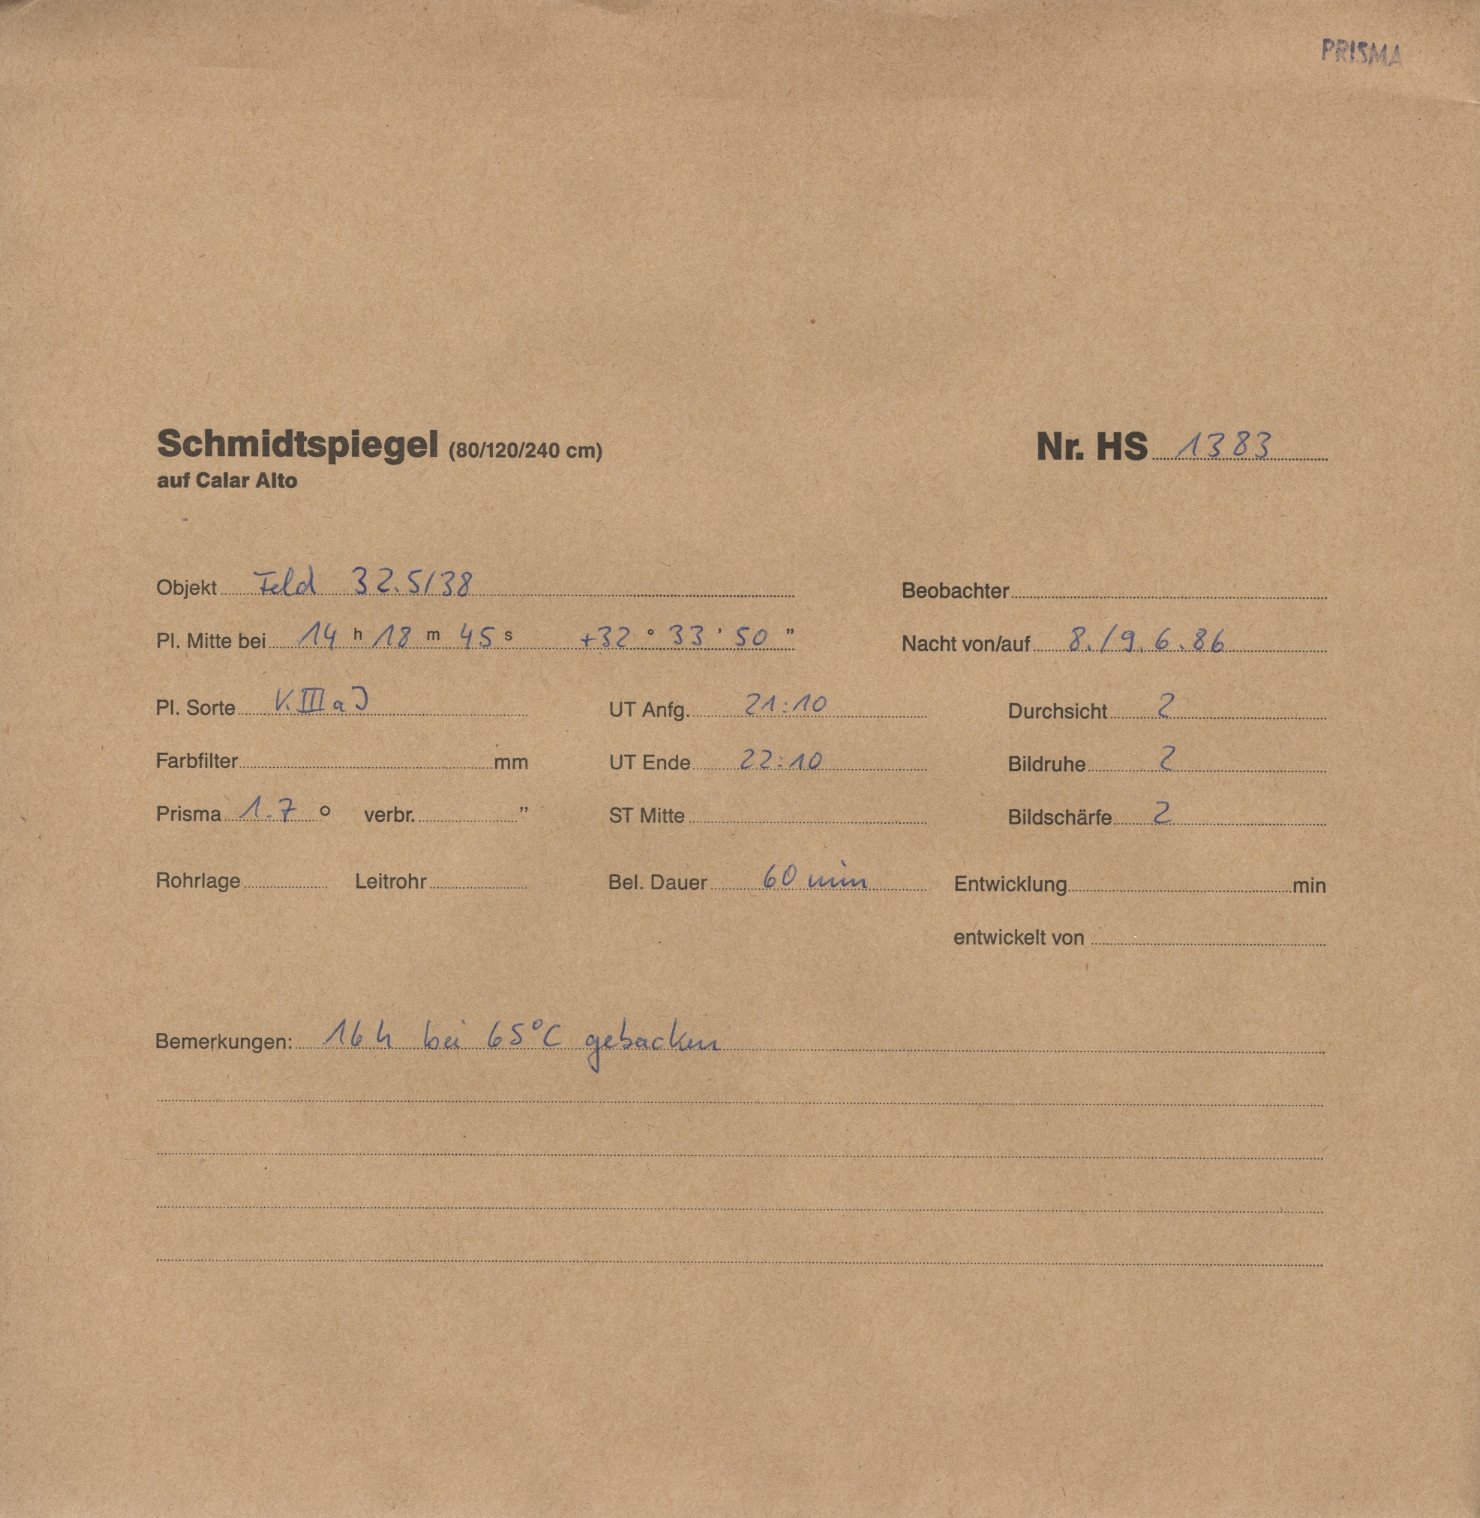 PRISMA
Schmidtspiegel (80/120/240 cm) Nr. HS 1383
auf Calar Alto
Objekt Feld 32.5/38 Beobachter
Pl. Mitte bei 14 h 18 m 45 s +32 ° 33 ' 50 " Nacht von/auf 8./9.6.86
Pl. Sorte V.IIIaJ UT Anfg. 21:10 Durchsicht 2
Farbfilter mm UT Ende 22:10 Bildruhe 2
Prisma 1.7 ° verbr. " ST Mitte Bildschärfe 2
Rohrlage Leitrohr Bel. Dauer 60 min Entwicklung min
entwickelt von
Bemerkungen: 16 h bei 65°C gebacken